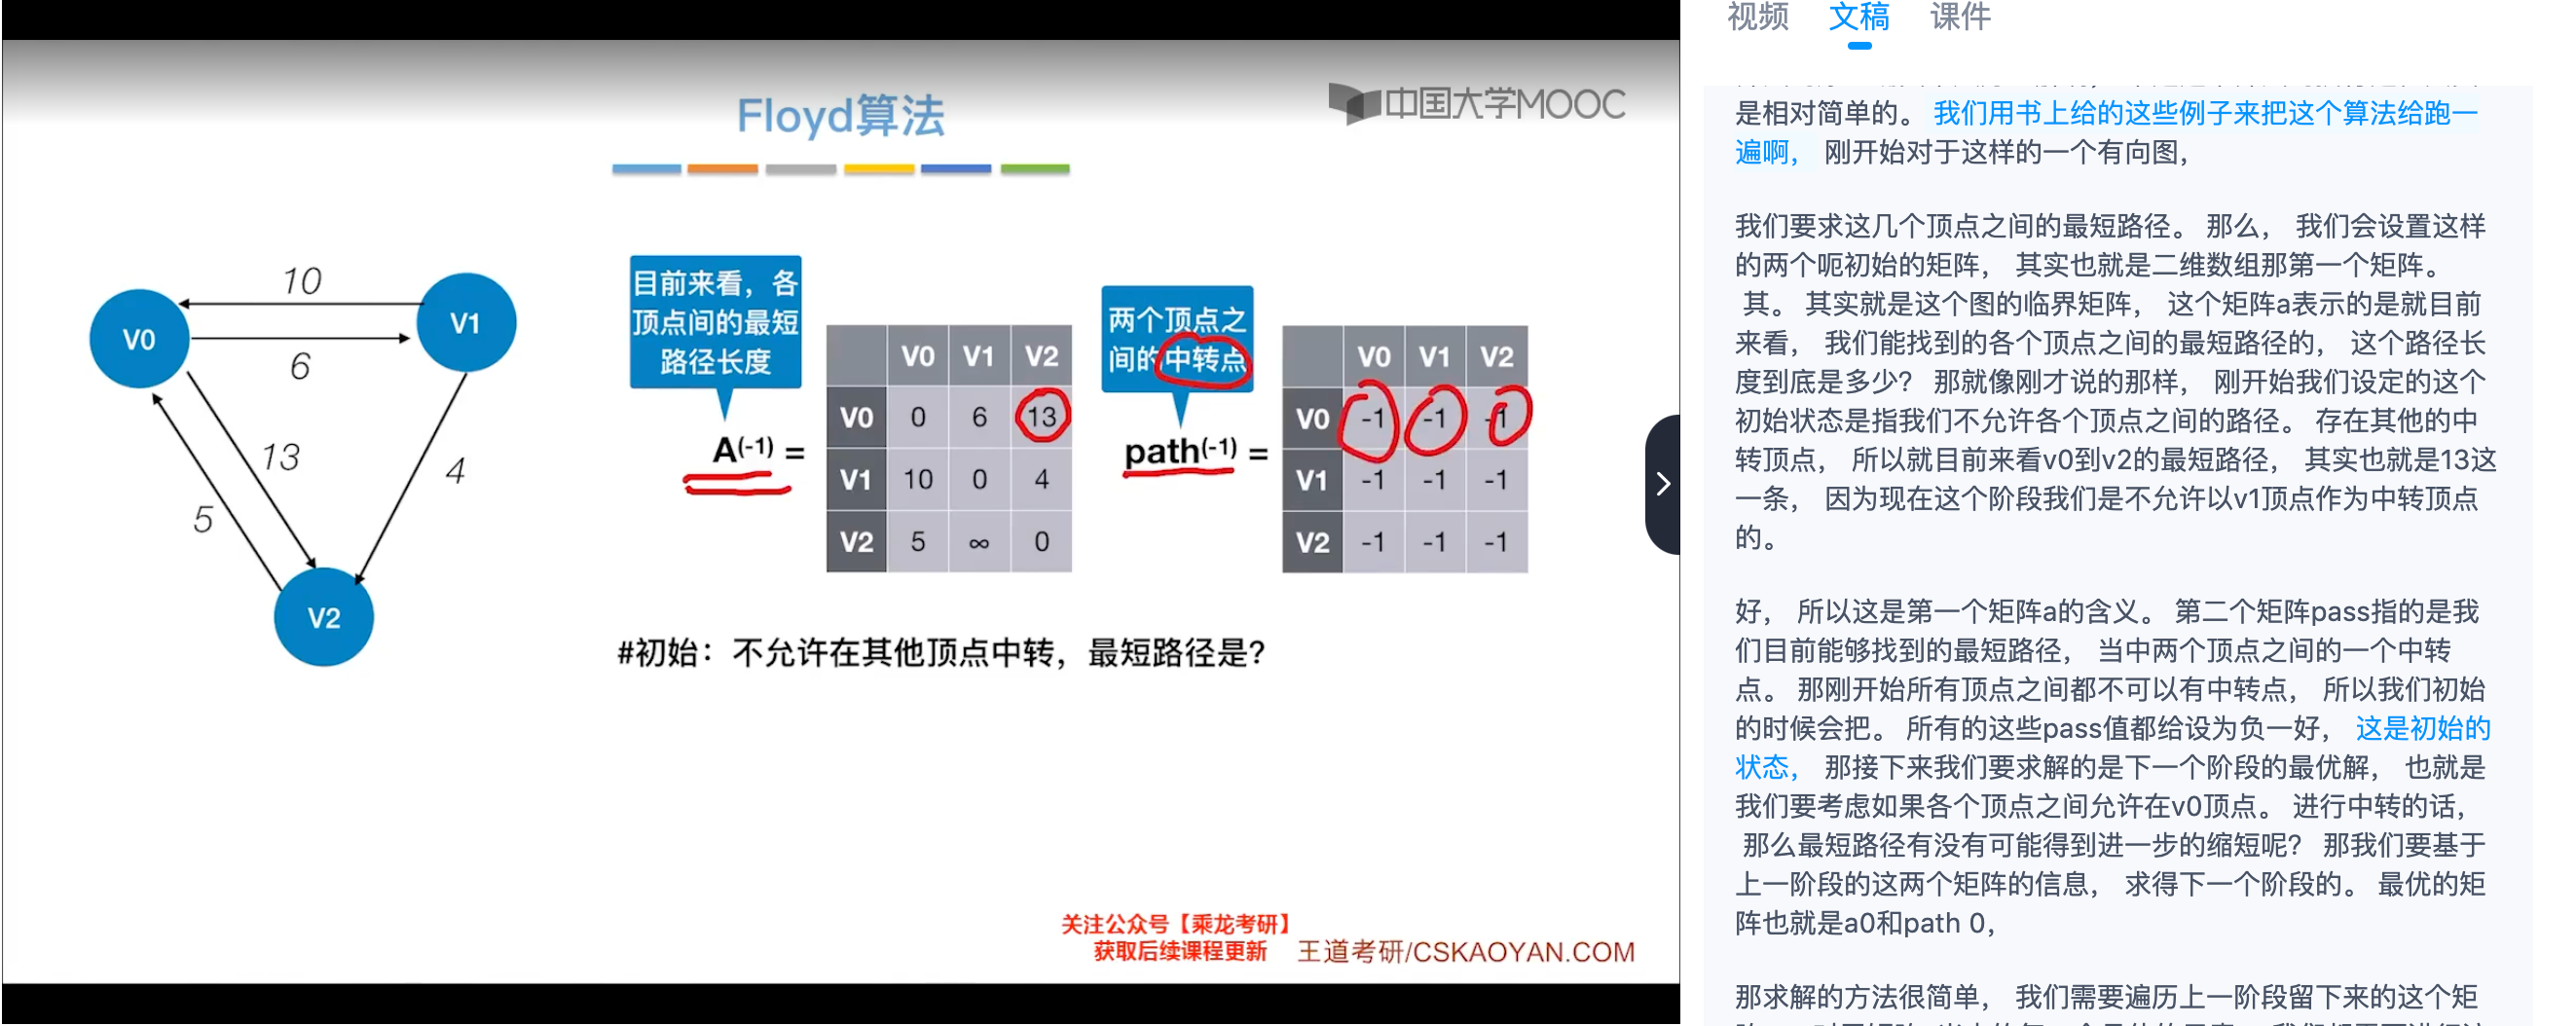 Floyd算法
中国大学MOOC
10
V0
V1
6
13
4
5
V2
目前来看，各
顶点间的最短
路径长度
A(-1) =
V0 V1 V2
V0 0 6 13
V1 10 0 4
V2 5 ∞ 0
两个顶点之
间的中转点
path(-1) =
V0 V1 V2
V0 -1 -1 -1
V1 -1 -1 -1
V2 -1 -1 -1
#初始：不允许在其他顶点中转，最短路径是?
关注公众号【乘龙考研】
获取后续课程更新
王道考研/CSKAOYAN.COM
视频 文稿 课件
是相对简单的。 我们用书上给的这些例子来把这个算法给跑一
遍啊， 刚开始对于这样的一个有向图，
我们要求这几个顶点之间的最短路径。 那么， 我们会设置这样
的两个呃初始的矩阵， 其实也就是二维数组那第一个矩阵。
其。 其实就是这个图的临界矩阵， 这个矩阵a表示的是就目前
来看， 我们能找到的各个顶点之间的最短路径的， 这个路径长
度到底是多少？ 那就像刚才说的那样， 刚开始我们设定的这个
初始状态是指我们不允许各个顶点之间的路径。 存在其他的中
转顶点， 所以就目前来看v0到v2的最短路径， 其实也就是13这
一条， 因为现在这个阶段我们是不允许以v1顶点作为中转顶点
的。
好， 所以这是第一个矩阵a的含义。 第二个矩阵pass指的是我
们目前能够找到的最短路径， 当中两个顶点之间的一个中转
点。 那刚开始所有顶点之间都不可以有中转点， 所以我们初始
的时候会把。 所有的这些pass值都给设为负一好， 这是初始的
状态， 那接下来我们要求解的是下一个阶段的最优解， 也就是
我们要考虑如果各个顶点之间允许在v0顶点。 进行中转的话，
那么最短路径有没有可能得到进一步的缩短呢？ 那我们要基于
上一阶段的这两个矩阵的信息， 求得下一个阶段的。 最优的矩
阵也就是a0和path 0，
那求解的方法很简单， 我们需要遍历上一阶段留下来的这个矩